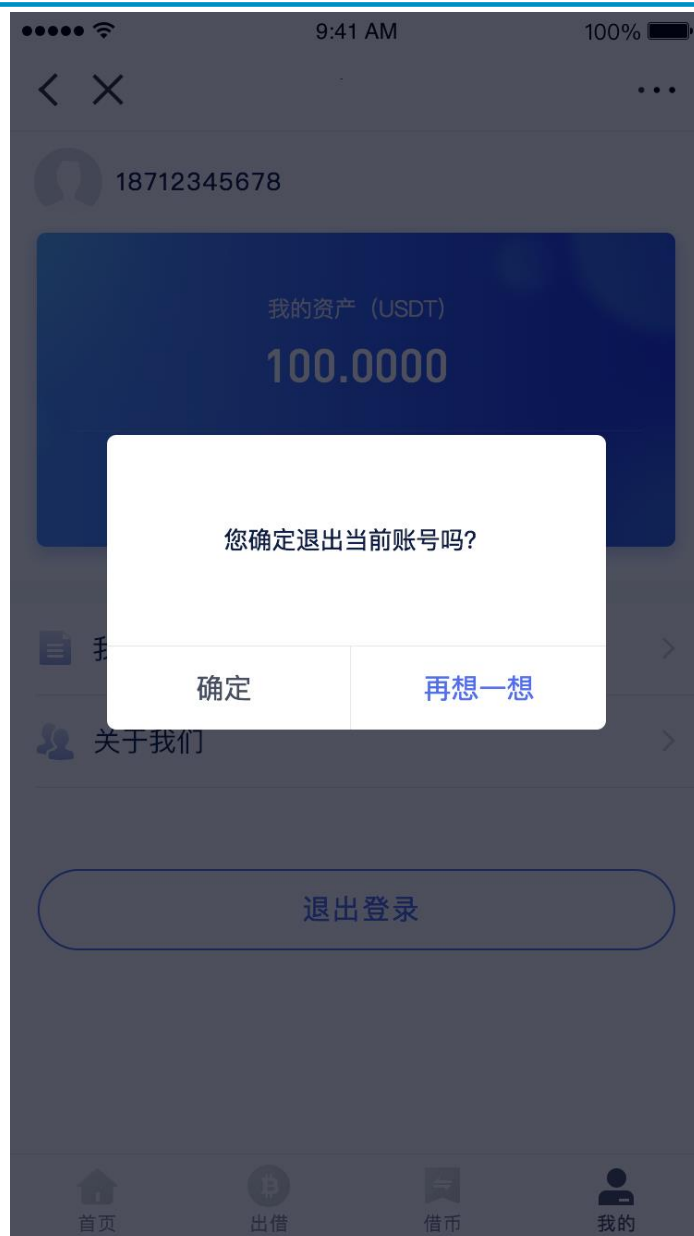 9:41 AM
100%
18712345678
我的资产（USDT）
100.0000
您确定退出当前账号吗?
确定
再想一想
关于我们
退出登录
首页
出借
借币
我的